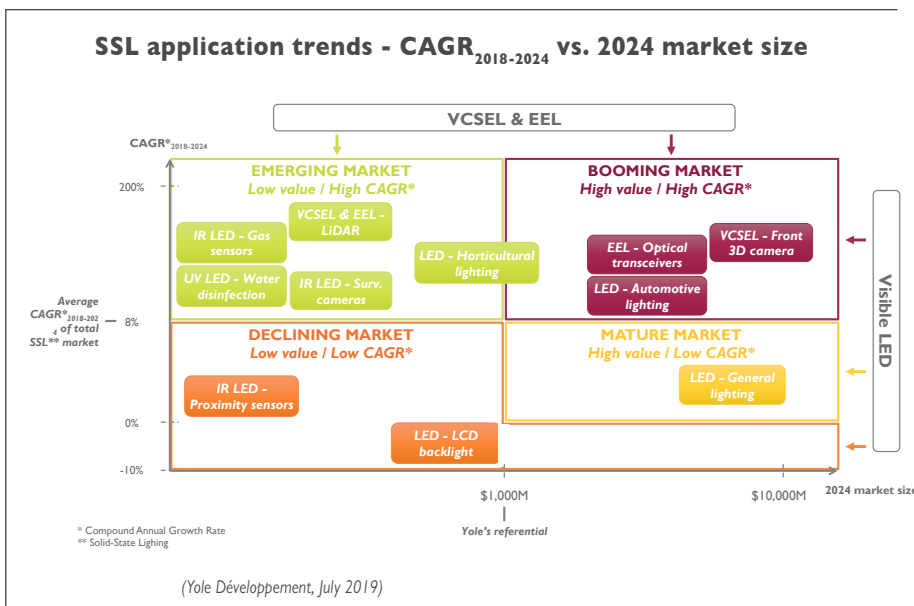 SSL application trends - CAGR2018-2024 vs. 2024 market size
VCSEL & EEL
CAGR*2018-2024
200%
EMERGING MARKET
Low value / High CAGR*
BOOMING MARKET
High value / High CAGR*
IR LED - Gas
sensors
VCSEL & EEL -
LiDAR
UV LED - Water
disinfection
IR LED - Surv.
cameras
LED - Horticultural
lighting
EEL - Optical
transceivers
VCSEL - Front
3D camera
LED - Automotive
lighting
Visible LED
Average
CAGR*2018-202
4 of total
SSL** market
8%
DECLINING MARKET
Low value / Low CAGR*
MATURE MARKET
High value / Low CAGR*
IR LED -
Proximity sensors
LED - General
lighting
0%
LED - LCD
backlight
-10%
$1,000M
$10,000M
2024 market size
Yole's referential
* Compound Annual Growth Rate
** Solid-State Lighing
(Yole Développement, July 2019)